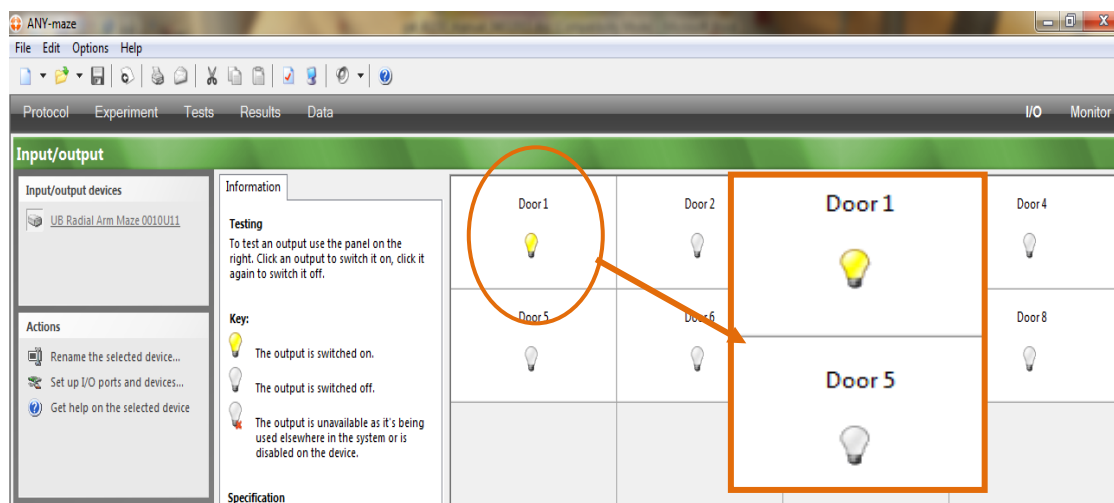 ANY-maze
File Edit Options Help
Protocol Experiment Tests Results Data I/O Monitor
Input/output
Input/output devices
UB Radial Arm Maze 0010U11
Actions
Rename the selected device...
Set up I/O ports and devices...
Get help on the selected device
Information
Testing
To test an output use the panel on the
right. Click an output to switch it on, click it
again to switch it off.
Key:
The output is switched on.
The output is switched off.
The output is unavailable as it's being
used elsewhere in the system or is
disabled on the device.
Specification
Door 1
Door 2
Door 4
Door 5
Door 6
Door 8
Door 1
Door 5